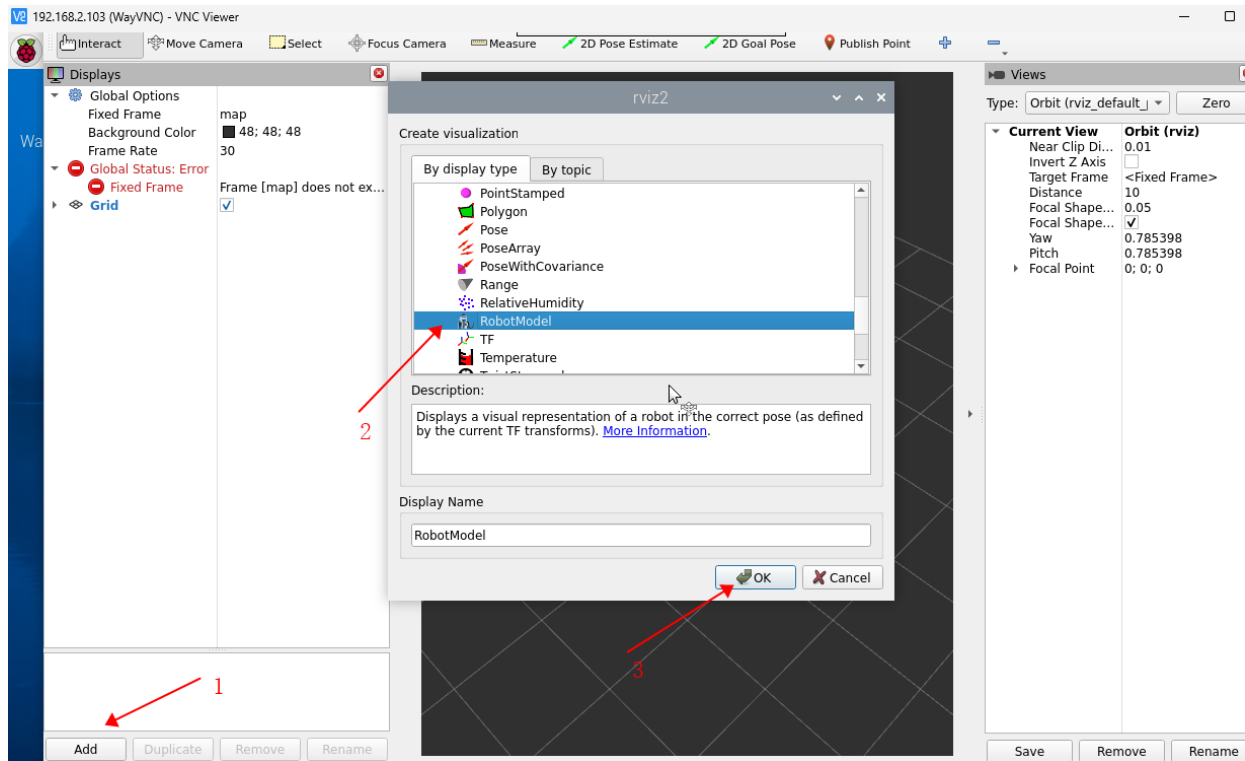 192.168.2.103 (WayVNC) - VNC Viewer
Interact Move Camera Select Focus Camera Measure 2D Pose Estimate 2D Goal Pose Publish Point
Displays
Global Options
Fixed Frame map
Background Color 48; 48; 48
Frame Rate 30
Global Status: Error
Fixed Frame Frame [map] does not ex...
Grid
Wa
rviz2
Create visualization
By display type By topic
PointStamped
Polygon
Pose
PoseArray
PoseWithCovariance
Range
RelativeHumidity
RobotModel
TF
Temperature
Description:
Displays a visual representation of a robot in the correct pose (as defined
by the current TF transforms). More Information.
Display Name
RobotModel
OK Cancel
1
2
3
Add Duplicate Remove Rename
Views
Type: Orbit (rviz_default_ Zero
Current View Orbit (rviz)
Near Clip Di... 0.01
Invert Z Axis
Target Frame <Fixed Frame>
Distance 10
Focal Shape... 0.05
Focal Shape...
Yaw 0.785398
Pitch 0.785398
Focal Point 0; 0; 0
Save Remove Rename